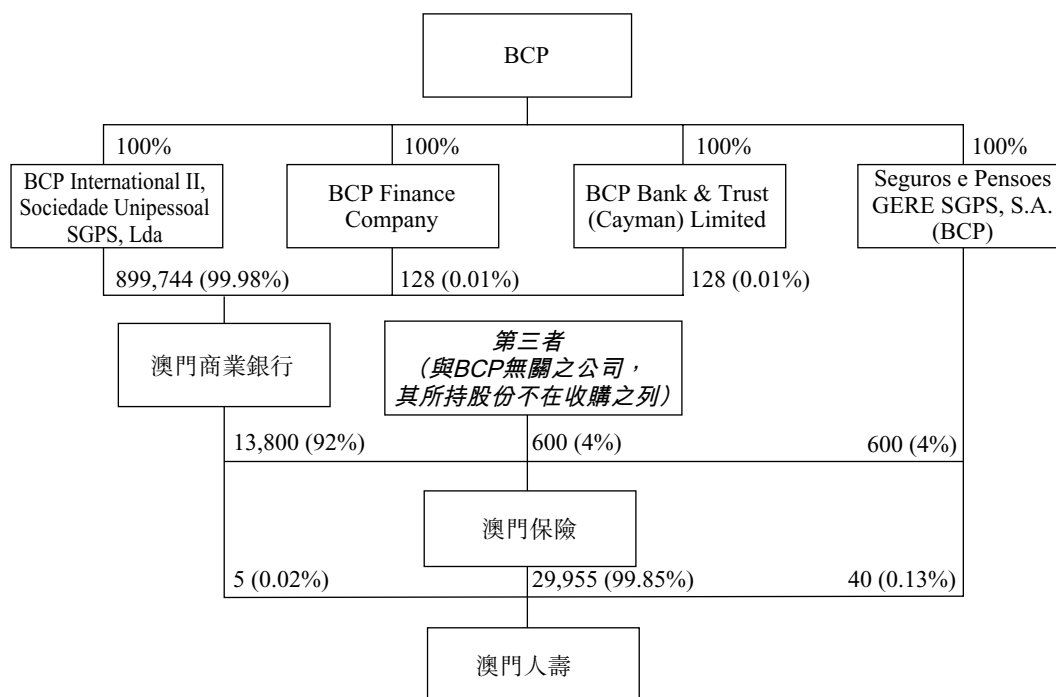 BCP
100%
100%
100%
100%
BCP International II,
Sociedade Unipessoal
SGPS, Lda
BCP Finance
Company
BCP Bank & Trust
(Cayman) Limited
Seguros e Pensoes
GERE SGPS, S.A.
(BCP)
899,744 (99.98%)
128 (0.01%)
128 (0.01%)
澳門商業銀行
第三者
（與BCP無關之公司，
其所持股份不在收購之列）
13,800 (92%)
600 (4%)
600 (4%)
澳門保險
5 (0.02%)
29,955 (99.85%)
40 (0.13%)
澳門人壽